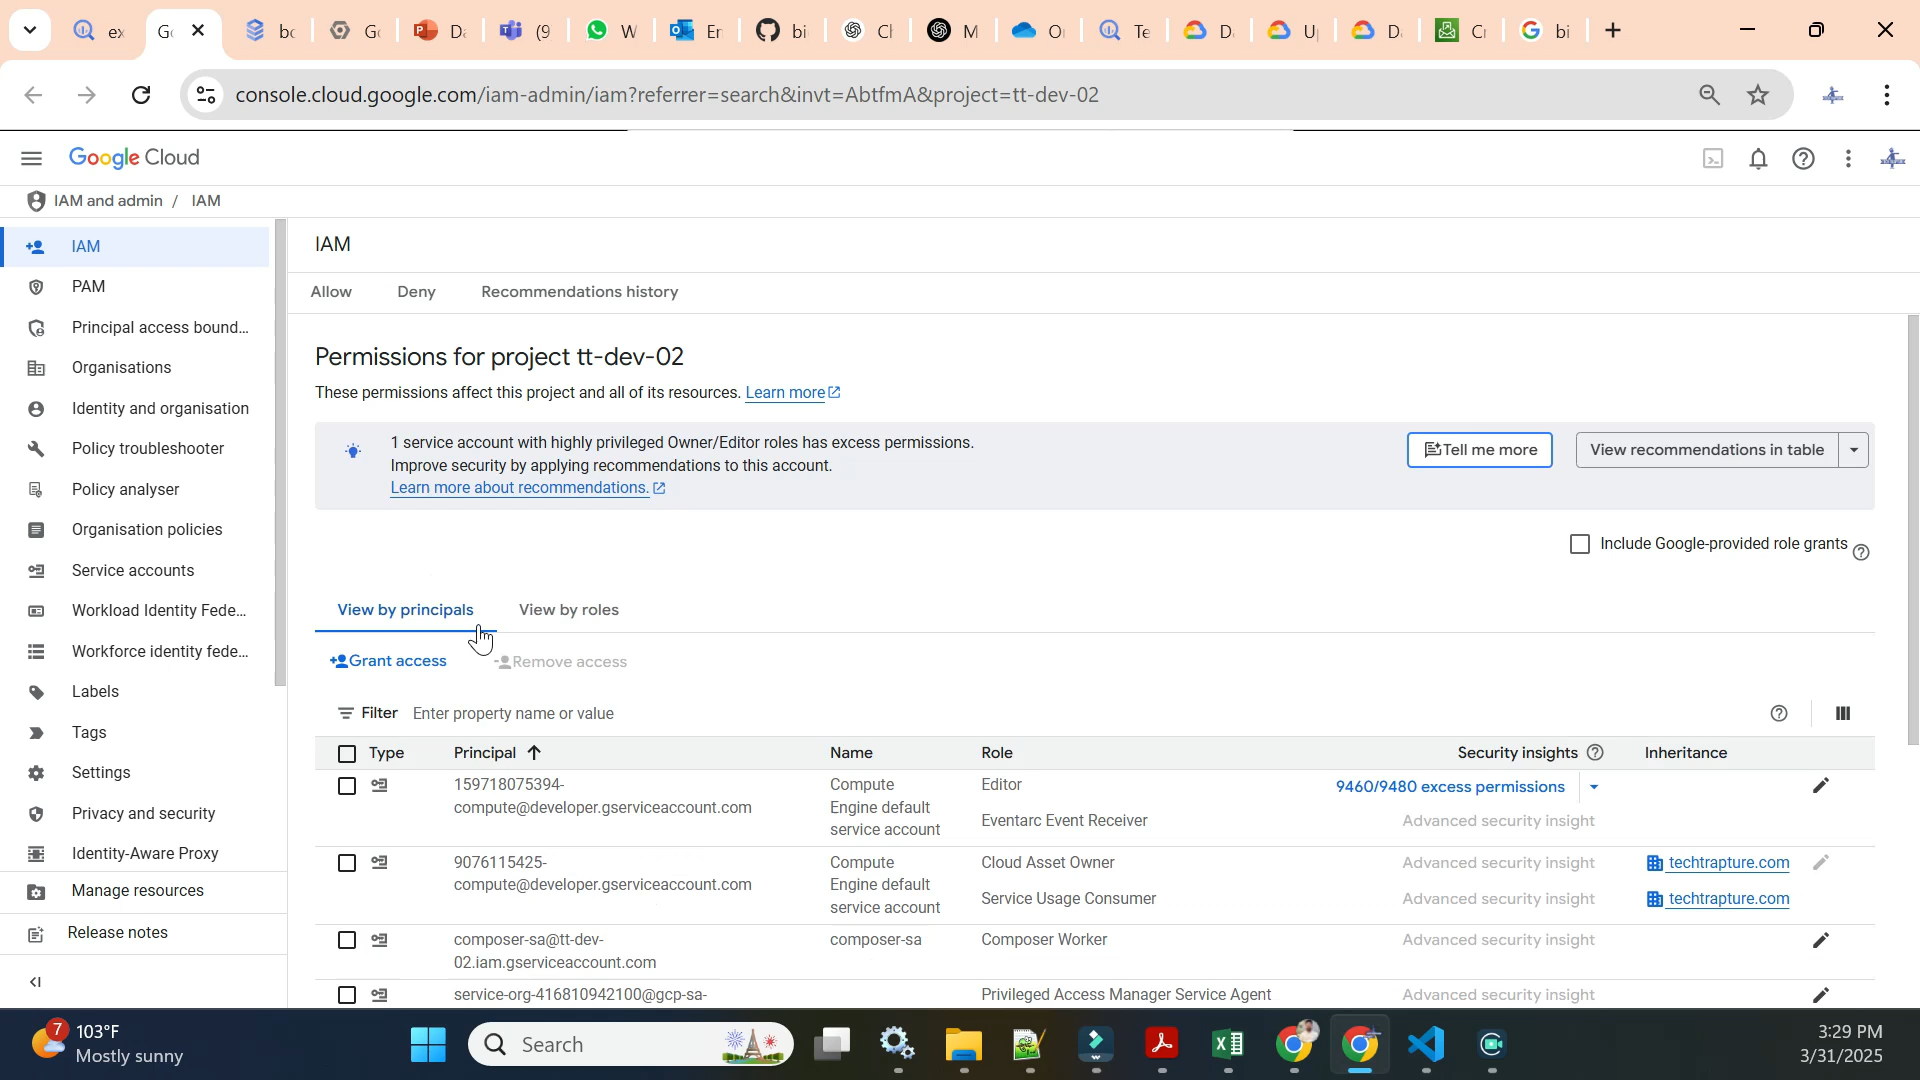 ex
G
bc
G
Da
(9
W
En
bi
Cl
M
O
Te
D
U
D
Cr
bi
console.cloud.google.com/iam-admin/iam?referrer=search&invt=AbtfmA&project=tt-dev-02
Google Cloud
IAM and admin / IAM
IAM
PAM
Principal access bound...
Organisations
Identity and organisation
Policy troubleshooter
Policy analyser
Organisation policies
Service accounts
Workload Identity Fede...
Workforce identity fede...
Labels
Tags
Settings
Privacy and security
Identity-Aware Proxy
Manage resources
Release notes
IAM
Allow Deny Recommendations history
Permissions for project tt-dev-02
These permissions affect this project and all of its resources. Learn more
1 service account with highly privileged Owner/Editor roles has excess permissions.
Improve security by applying recommendations to this account.
Learn more about recommendations.
Tell me more
View recommendations in table
Include Google-provided role grants
View by principals View by roles
Grant access Remove access
Filter Enter property name or value
Type Principal Name Role Security insights Inheritance
159718075394-
compute@developer.gserviceaccount.com
Compute
Engine default
service account
Editor
9460/9480 excess permissions
Eventarc Event Receiver
Advanced security insight
9076115425-
compute@developer.gserviceaccount.com
Compute
Engine default
service account
Cloud Asset Owner
Advanced security insight
techtrapture.com
Service Usage Consumer
Advanced security insight
techtrapture.com
composer-sa@tt-dev-
02.iam.gserviceaccount.com
composer-sa
Composer Worker
Advanced security insight
service-org-416810942100@gcp-sa-
Privileged Access Manager Service Agent
Advanced security insight
7
103°F
Mostly sunny
Search
3:29 PM
3/31/2025